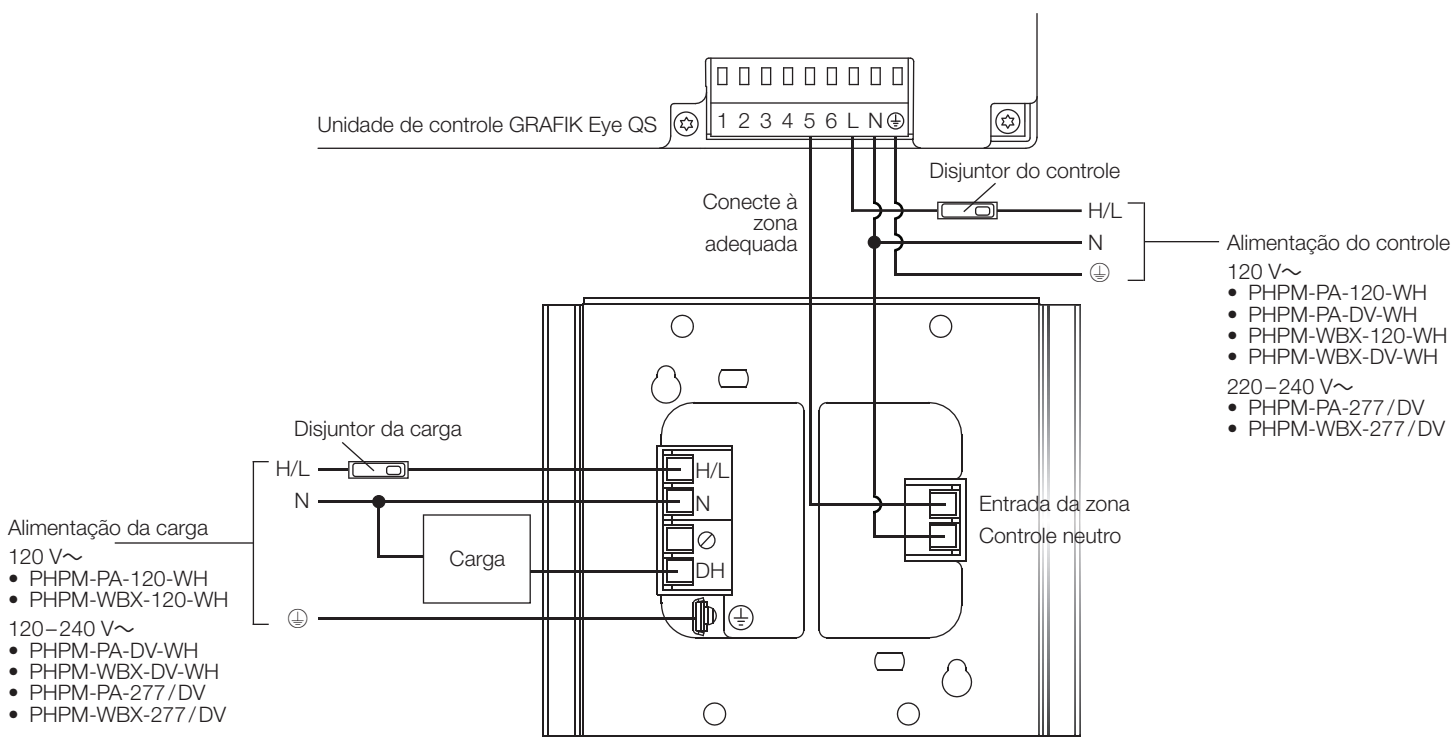 Unidade de controle GRAFIK Eye QS
1 2 3 4 5 6 L N
Disjuntor do controle
Conecte à
zona
adequada
H/L
N
Alimentação do controle
120 V~
• PHPM-PA-120-WH
• PHPM-PA-DV-WH
• PHPM-WBX-120-WH
• PHPM-WBX-DV-WH
220–240 V~
• PHPM-PA-277/DV
• PHPM-WBX-277/DV
Disjuntor da carga
H/L
N
Alimentação da carga
120 V~
• PHPM-PA-120-WH
• PHPM-WBX-120-WH
120–240 V~
• PHPM-PA-DV-WH
• PHPM-WBX-DV-WH
• PHPM-PA-277/DV
• PHPM-WBX-277/DV
Carga
H/L
N
⊘
DH
Entrada da zona
Controle neutro